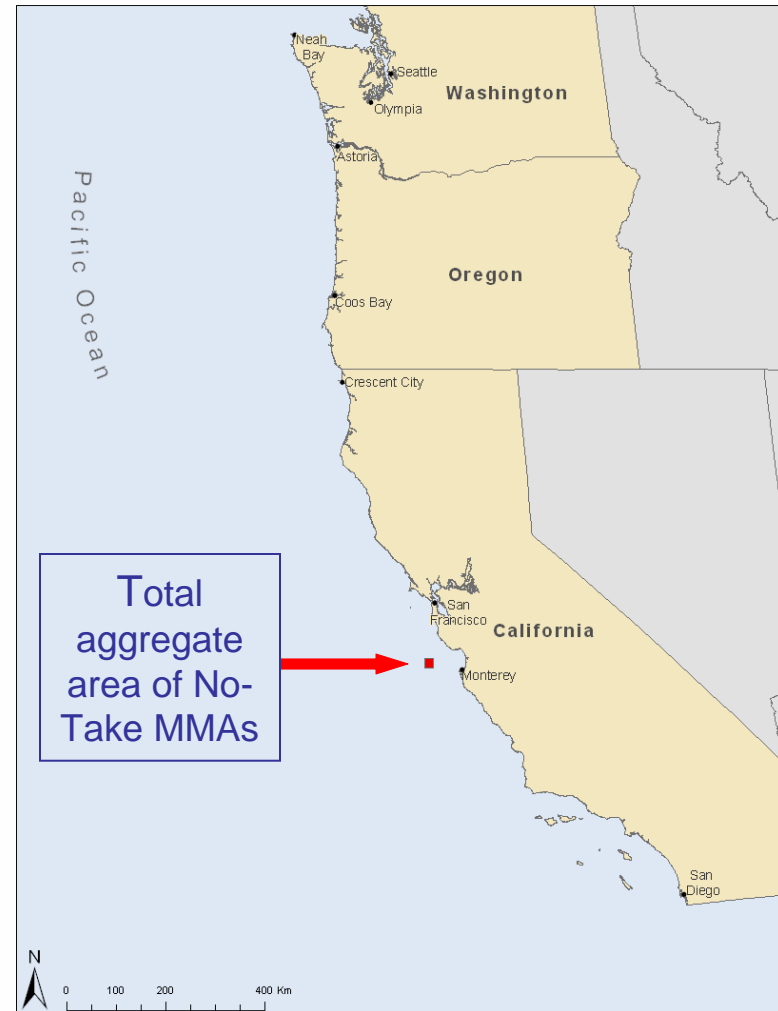 Neah
Bay
Seattle
Washington
Olympia
Astoria
Pacific Ocean
Oregon
Coos Bay
Crescent City
Total
aggregate
area of No-
Take MMAs
San
Francisco
California
Monterey
San
Diego
N
0 100 200 400 Km